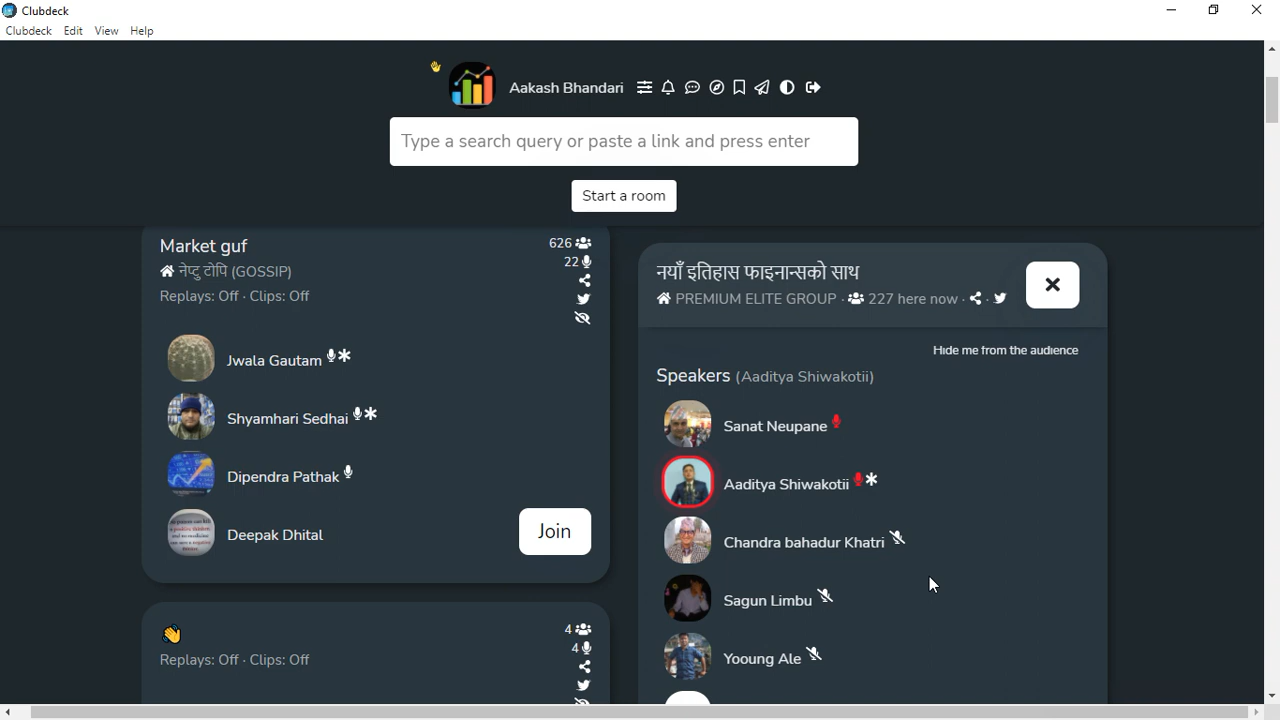 Clubdeck
Clubdeck Edit View Help
Aakash Bhandari
Type a search query or paste a link and press enter
Start a room
Market guf
626
नेप्टु टोपि (GOSSIP)
22
Replays: Off · Clips: Off
Jwala Gautam
Shyamhari Sedhai
Dipendra Pathak
Deepak Dhital
Join
4
4
Replays: Off · Clips: Off
नयाँ इतिहास फाइनान्सको साथ
PREMIUM ELITE GROUP · 227 here now · ·
Hide me from the audience
Speakers (Aaditya Shiwakotii)
Sanat Neupane
Aaditya Shiwakotii
Chandra bahadur Khatri
Sagun Limbu
Yooung Ale